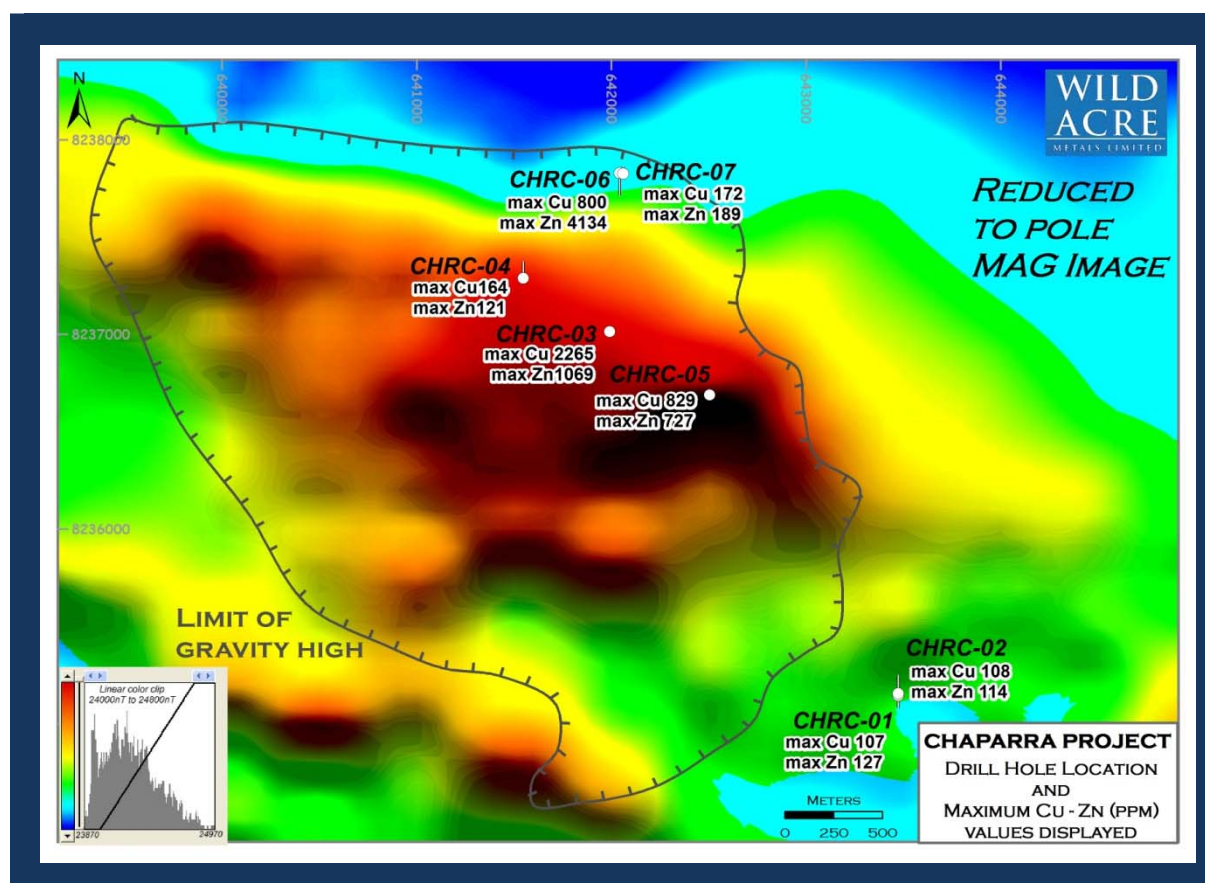 N
640000
641000
642000
643000
644000
WILD
ACRE
METALS LIMITED
8238000
CHRC-06
max Cu 800
max Zn 4134
CHRC-07
max Cu 172
max Zn 189
REDUCED
TO POLE
MAG IMAGE
CHRC-04
max Cu164
max Zn121
8237000
CHRC-03
max Cu 2265
max Zn1069
CHRC-05
max Cu 829
max Zn 727
8236000
LIMIT OF
GRAVITY HIGH
CHRC-02
max Cu 108
max Zn 114
CHRC-01
max Cu 107
max Zn 127
Linear color clip
24000nT to 24800nT
23870
24970
METERS
0 250 500
CHAPARRA PROJECT
DRILL HOLE LOCATION
AND
MAXIMUM CU - ZN (PPM)
VALUES DISPLAYED